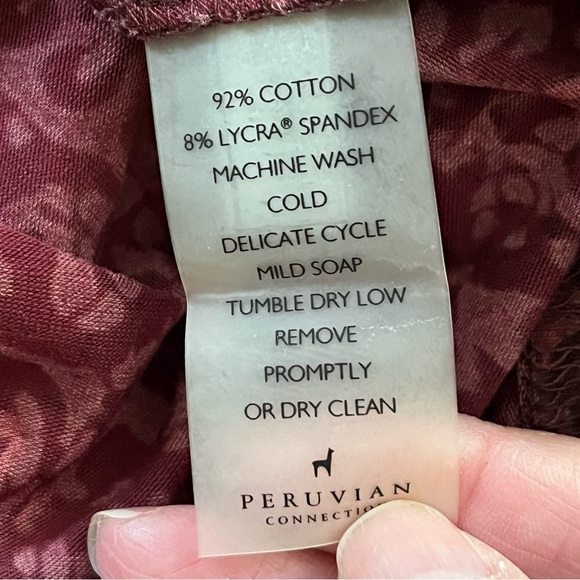 92% COTTON
8% LYCRA® SPANDEX
MACHINE WASH
COLD
DELICATE CYCLE
MILD SOAP
TUMBLE DRY LOW
REMOVE
PROMPTLY
OR DRY CLEAN
PERUVIAN
CONNECTION